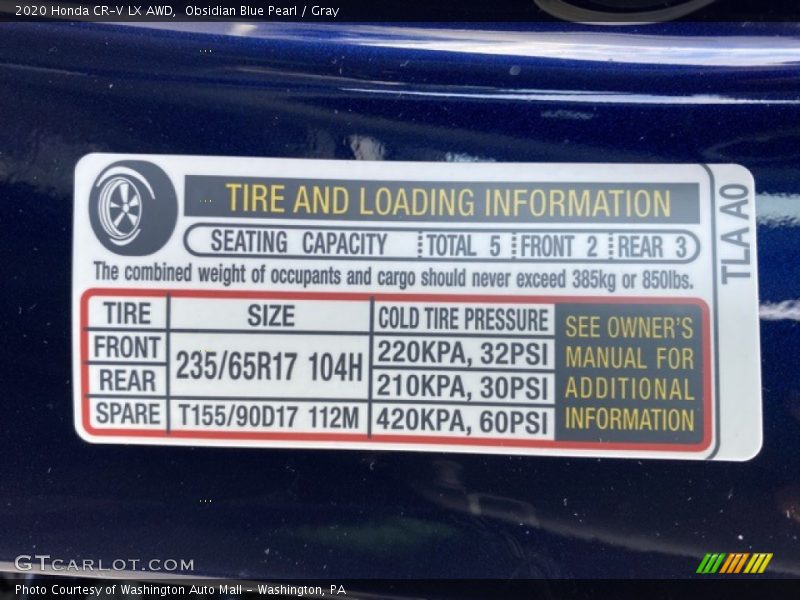 2020 Honda CR-V LX AWD,  Obsidian Blue Pearl / Gray
TIRE AND LOADING INFORMATION
SEATING CAPACITY TOTAL 5 FRONT 2 REAR 3
The combined weight of occupants and cargo should never exceed 385kg or 850lbs.
TIRE SIZE COLD TIRE PRESSURE
FRONT 235/65R17 104H 220KPA, 32PSI
REAR 210KPA, 30PSI
SPARE T155/90D17 112M 420KPA, 60PSI
SEE OWNER'S
MANUAL FOR
ADDITIONAL
INFORMATION
TLA A0
GTCARLOT.COM
Photo Courtesy of Washington Auto Mall - Washington, PA